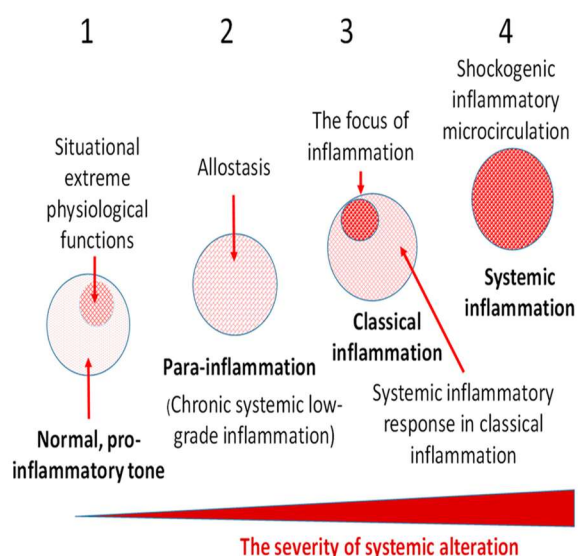 1
2
3
4
Situational
extreme
physiological
functions
Normal, pro-
inflammatory tone
Allostasis
Para-inflammation
(Chronic systemic low-
grade inflammation)
The focus of
inflammation
Classical
inflammation
Systemic inflammatory
response in classical
inflammation
Shockogenic
inflammatory
microcirculation
Systemic
inflammation
The severity of systemic alteration